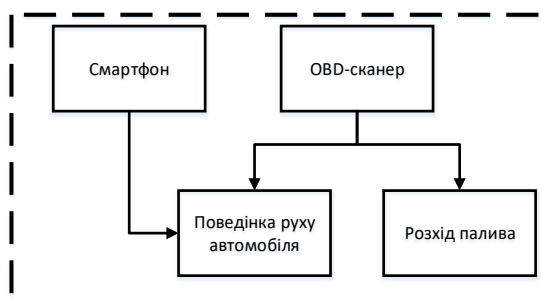 Смартфон
OBD-сканер
Поведінка руху
автомобіля
Розхід палива